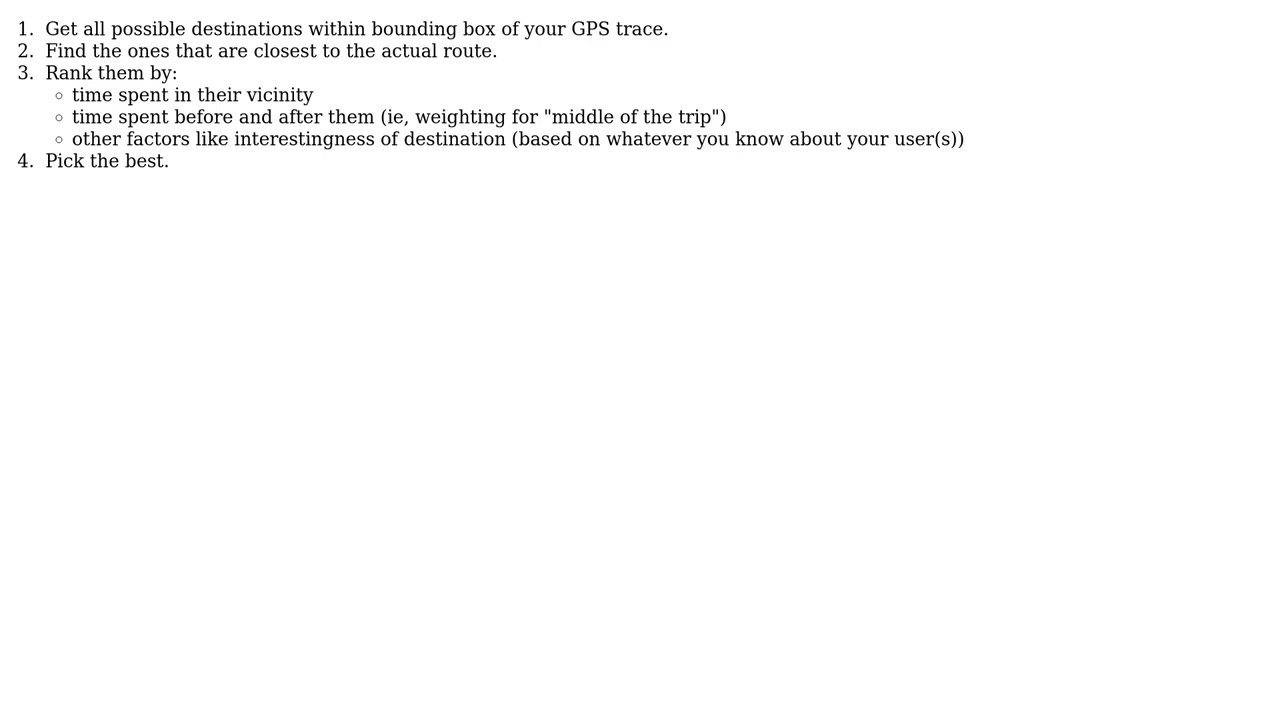 1. Get all possible destinations within bounding box of your GPS trace.
2. Find the ones that are closest to the actual route.
3. Rank them by:
◦ time spent in their vicinity
◦ time spent before and after them (ie, weighting for "middle of the trip")
◦ other factors like interestingness of destination (based on whatever you know about your user(s))
4. Pick the best.